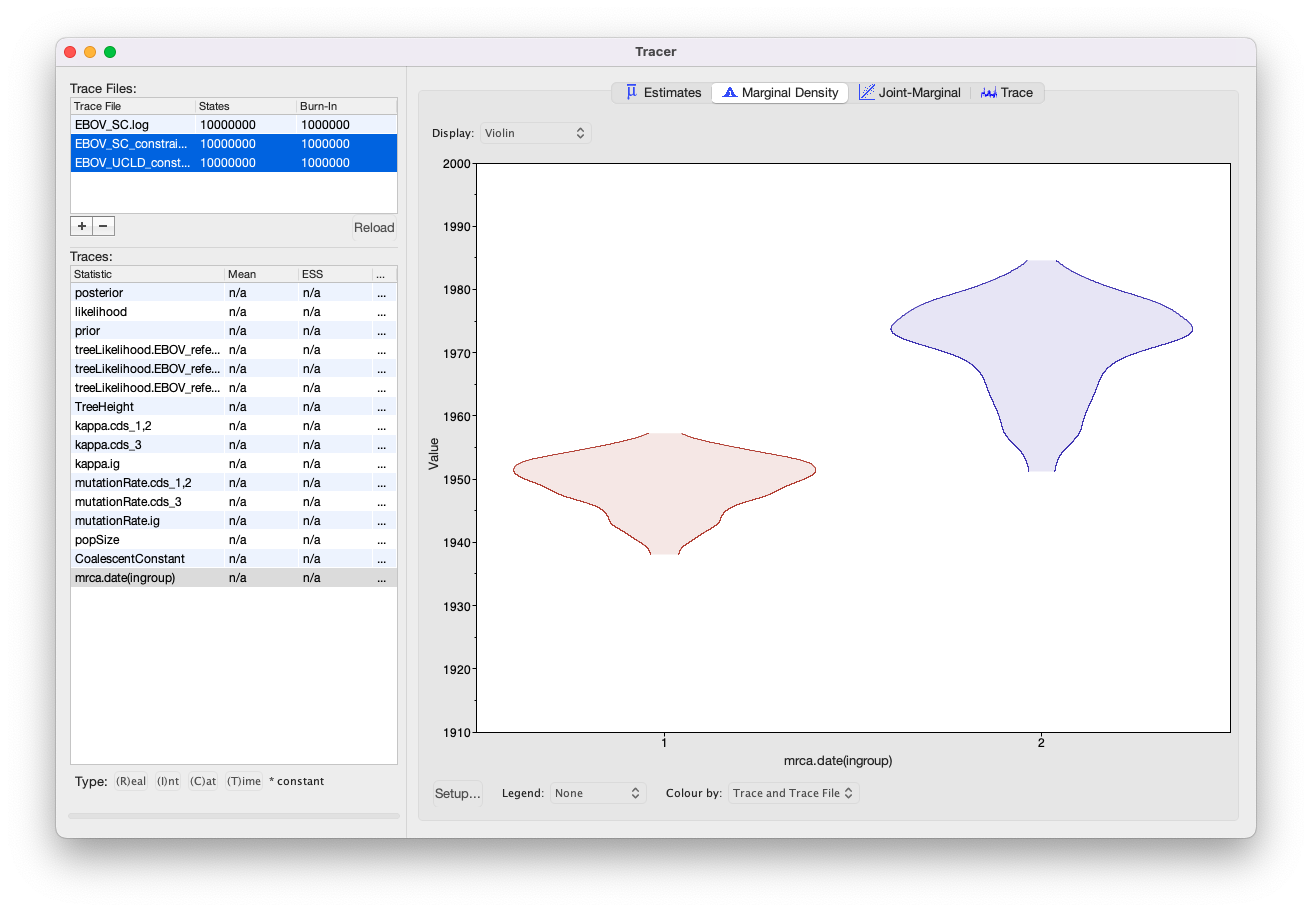 Tracer
Trace Files:
Trace File States Burn-In
EBOV_SC.log 10000000 1000000
EBOV_SC_constrai... 10000000 1000000
EBOV_UCLD_const... 10000000 1000000
+ − Reload
Traces:
Statistic Mean ESS ...
posterior n/a n/a ...
likelihood n/a n/a ...
prior n/a n/a ...
treeLikelihood.EBOV_refe... n/a n/a ...
treeLikelihood.EBOV_refe... n/a n/a ...
treeLikelihood.EBOV_refe... n/a n/a ...
TreeHeight n/a n/a ...
kappa.cds_1,2 n/a n/a ...
kappa.cds_3 n/a n/a ...
kappa.ig n/a n/a ...
mutationRate.cds_1,2 n/a n/a ...
mutationRate.cds_3 n/a n/a ...
mutationRate.ig n/a n/a ...
popSize n/a n/a ...
CoalescentConstant n/a n/a ...
mrca.date(ingroup) n/a n/a ...
Type: (R)eal (I)nt (C)at (T)ime * constant
μ Estimates Marginal Density Joint-Marginal Trace
Display: Violin
2000
1990
1980
1970
1960
1950
1940
1930
1920
1910
Value
1 2
mrca.date(ingroup)
Setup... Legend: None Colour by: Trace and Trace File